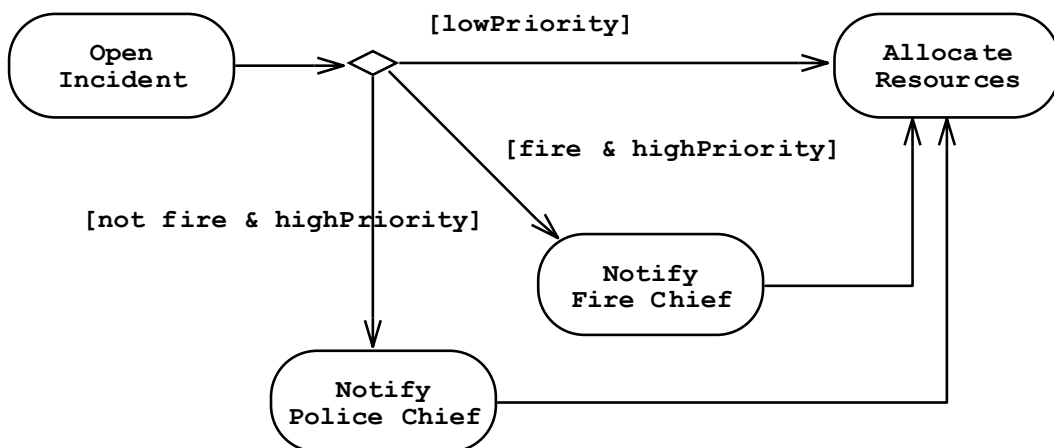 [lowPriority]
Open
Incident
Allocate
Resources
[fire & highPriority]
[not fire & highPriority]
Notify
Fire Chief
Notify
Police Chief